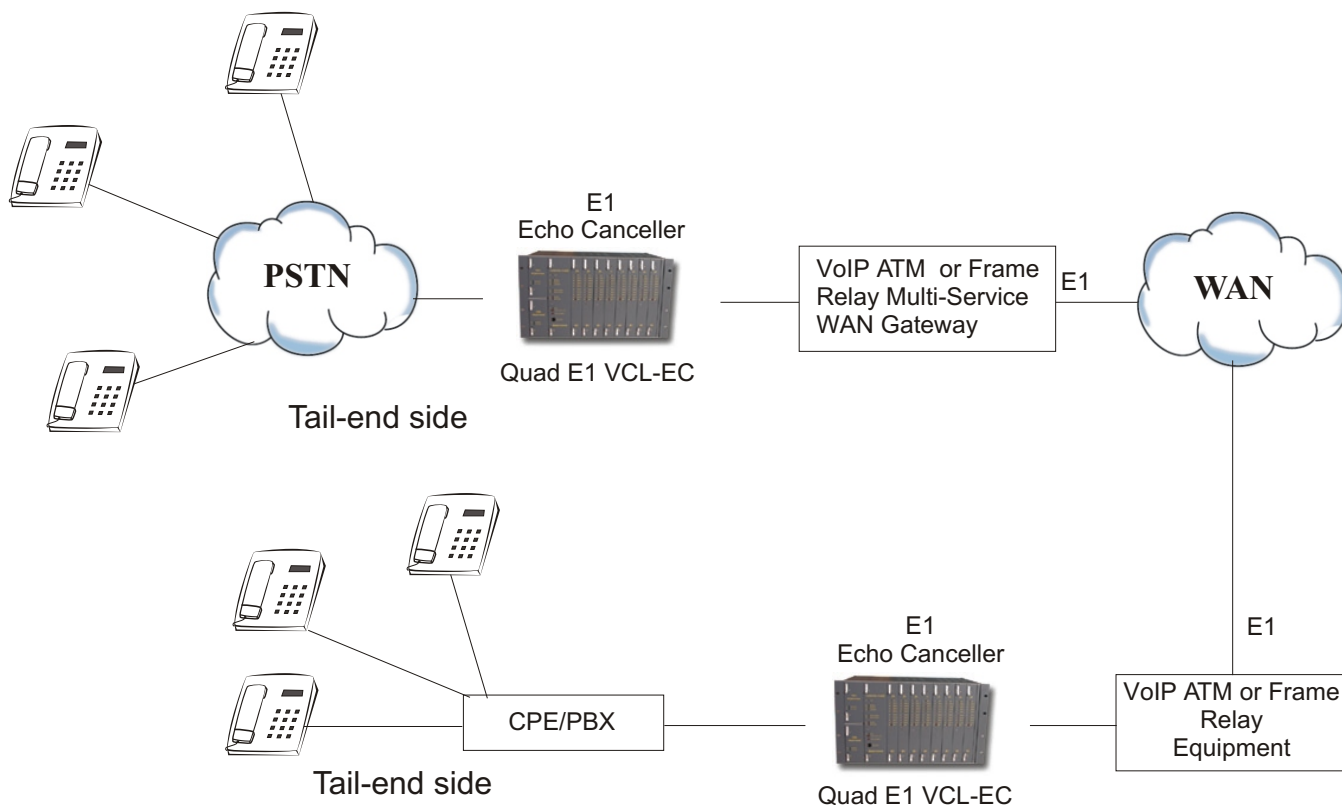 E1
Echo Canceller
PSTN
VoIP ATM or Frame
Relay Multi-Service
WAN Gateway
E1
WAN
Quad E1 VCL-EC
Tail-end side
E1
E1
Echo Canceller
CPE/PBX
VoIP ATM or Frame
Relay
Equipment
Tail-end side
Quad E1 VCL-EC